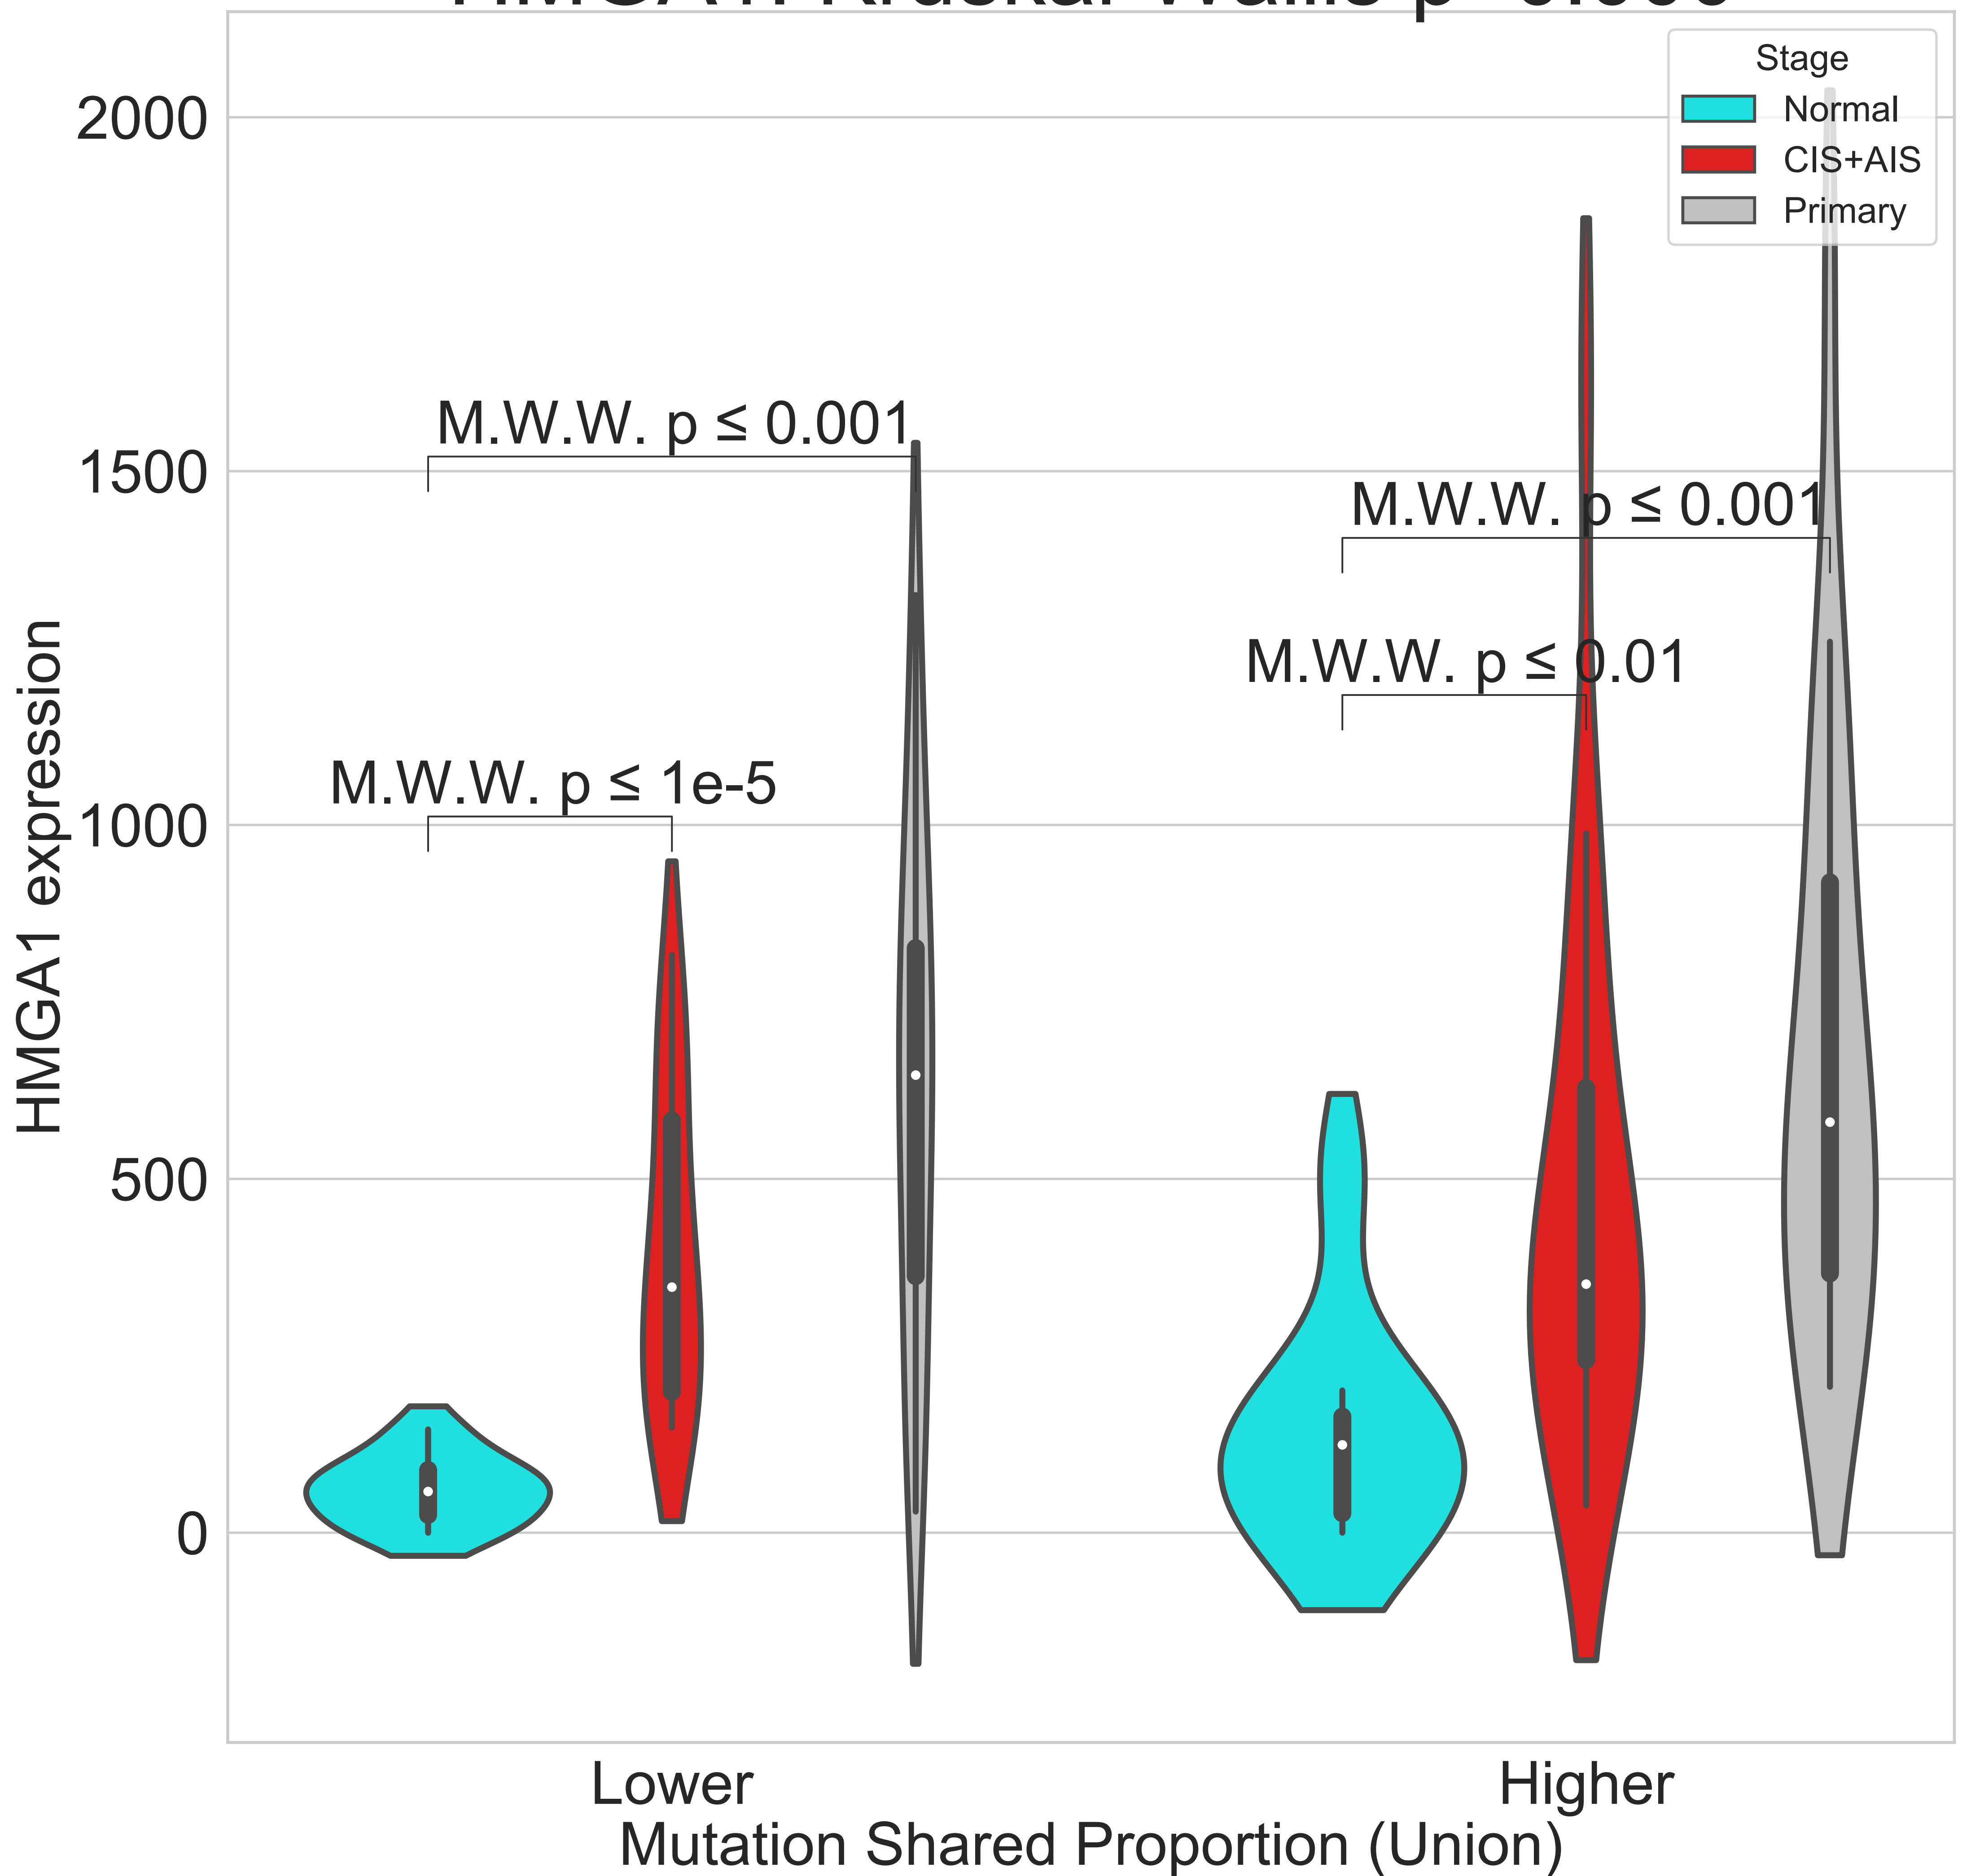 Stage
Normal
CIS+AIS
Primary
2000
1500
1000
500
0
HMGA1 expression
M.W.W. p ≤ 0.001
M.W.W. p ≤ 1e-5
M.W.W. p ≤ 0.001
M.W.W. p ≤ 0.01
Lower
Higher
Mutation Shared Proportion (Union)